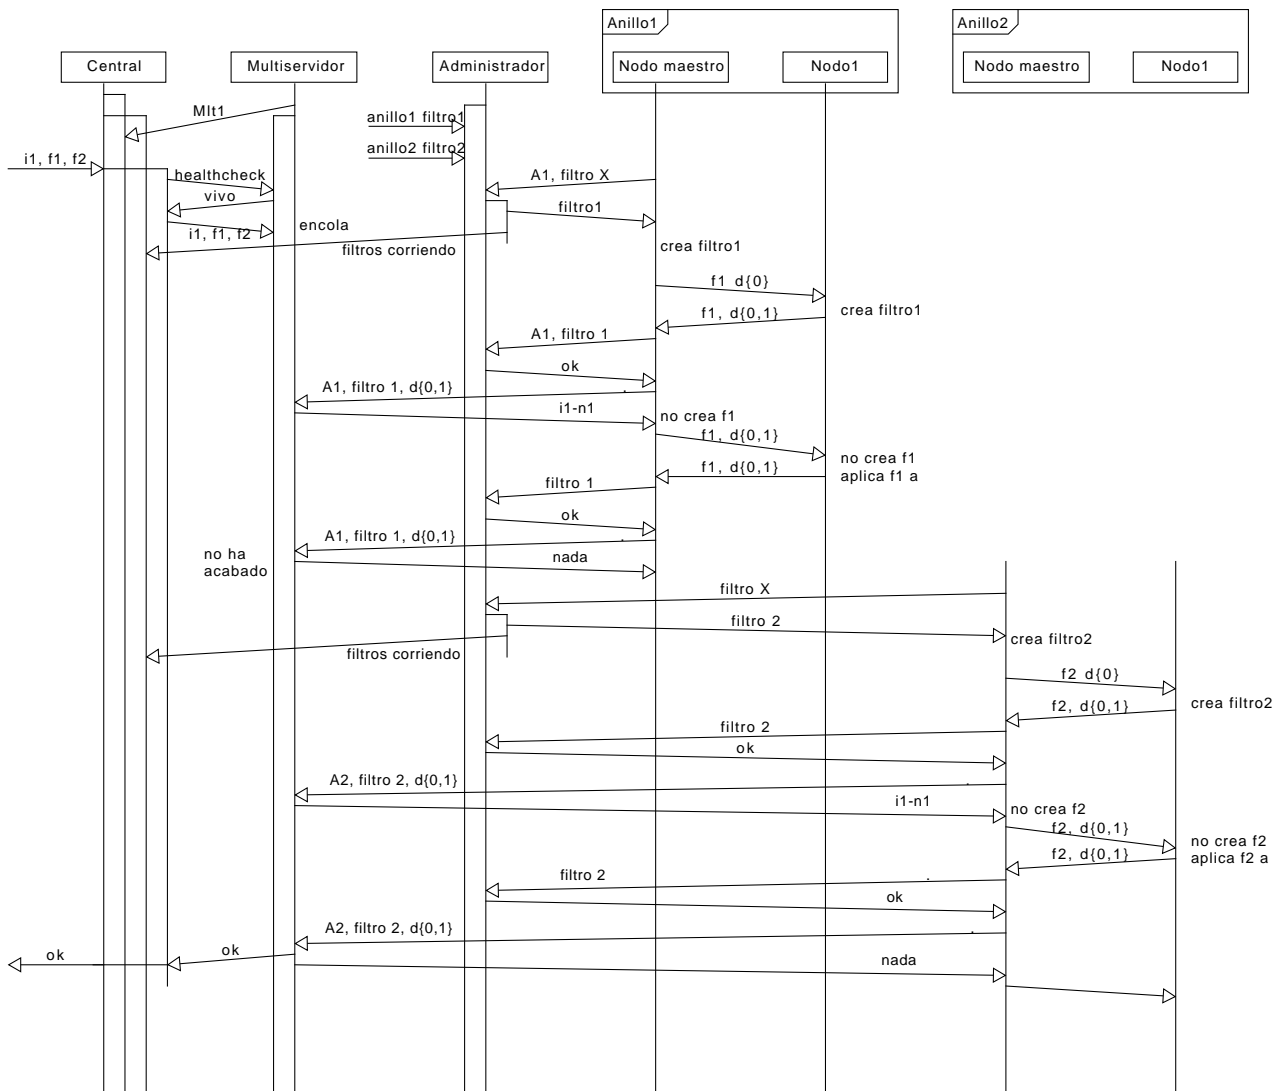 Anillo1
Anillo2
Central
Multiservidor
Administrador
Nodo maestro
Nodo1
Nodo maestro
Nodo1
Mlt1
anillo1 filtro1
anillo2 filtro2
i1, f1, f2
healthcheck
A1, filtro X
vivo
filtro1
i1, f1, f2
encola
filtros corriendo
crea filtro1
f1 d{0}
crea filtro1
f1, d{0,1}
A1, filtro 1
ok
A1, filtro 1, d{0,1}
i1-n1
no crea f1
f1, d{0,1}
no crea f1
aplica f1 a
f1, d{0,1}
filtro 1
ok
A1, filtro 1, d{0,1}
no ha
acabado
nada
filtro X
filtro 2
crea filtro2
filtros corriendo
f2 d{0}
crea filtro2
f2, d{0,1}
filtro 2
ok
A2, filtro 2, d{0,1}
i1-n1
no crea f2
f2, d{0,1}
no crea f2
aplica f2 a
f2, d{0,1}
filtro 2
ok
A2, filtro 2, d{0,1}
ok
ok
nada